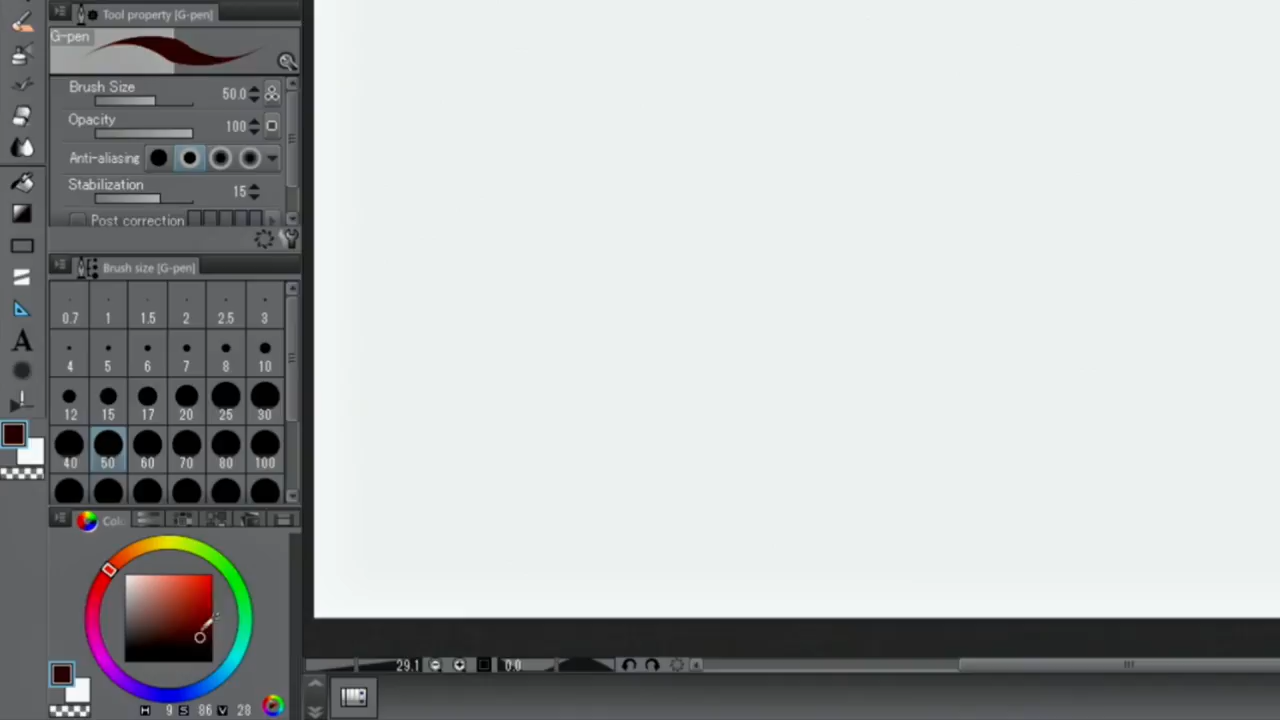 Tool property [G-pen]
G-pen
Brush Size 50.0
Opacity 100
Anti-aliasing
Stabilization 15
Post correction
Brush size [G-pen]
0.7 1 1.5 2 2.5 3
4 5 6 7 8 10
12 15 17 20 25 30
40 50 60 70 80 100
Col
29.1 0.0
H 9 S 86 V 28